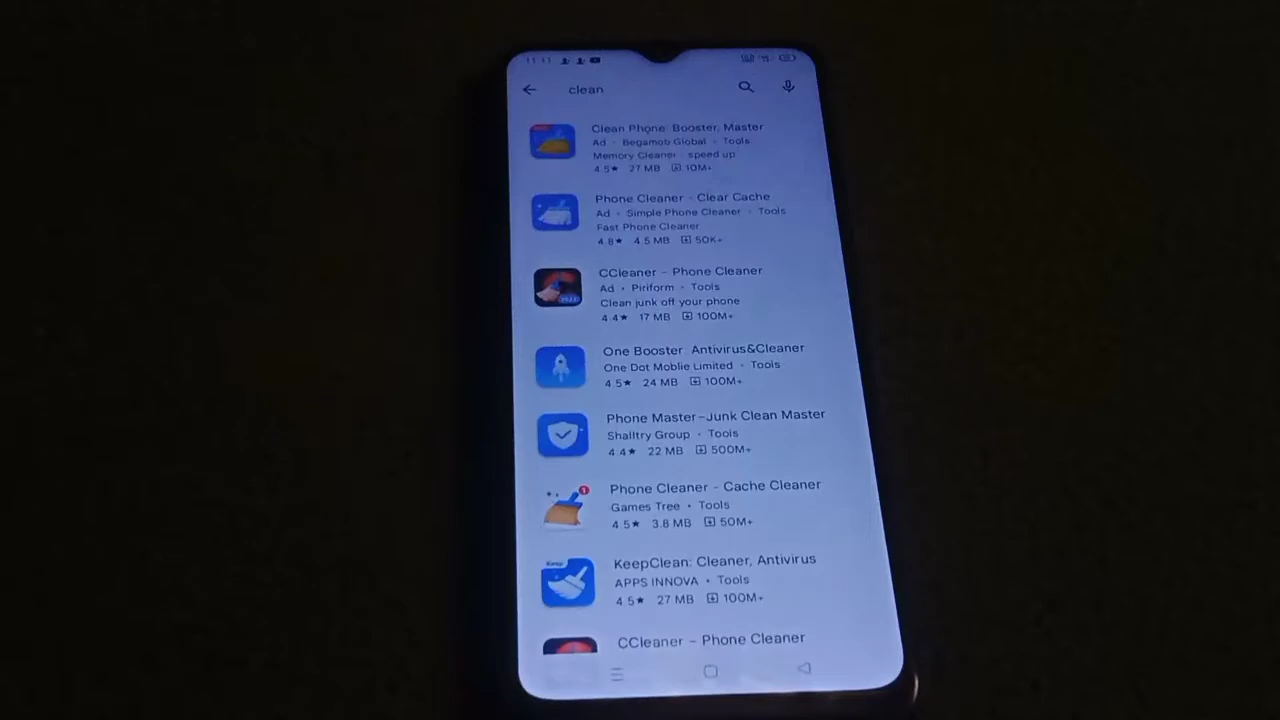 11:11
clean
Clean Phone: Booster, Master
Ad • Begamob Global • Tools
Memory Cleaner speed up
4.5★ 27 MB 10M+
Phone Cleaner - Clear Cache
Ad • Simple Phone Cleaner • Tools
Fast Phone Cleaner
4.8★ 4.5 MB 50K+
CCleaner – Phone Cleaner
Ad • Piriform • Tools
Clean junk off your phone
4.4★ 17 MB 100M+
One Booster: Antivirus&Cleaner
One Dot Moblie Limited • Tools
4.5★ 24 MB 100M+
Phone Master–Junk Clean Master
Shalltry Group • Tools
4.4★ 22 MB 500M+
Phone Cleaner - Cache Cleaner
Games Tree • Tools
4.5★ 3.8 MB 50M+
Keep
KeepClean: Cleaner, Antivirus
APPS INNOVA • Tools
4.5★ 27 MB 100M+
CCleaner – Phone Cleaner